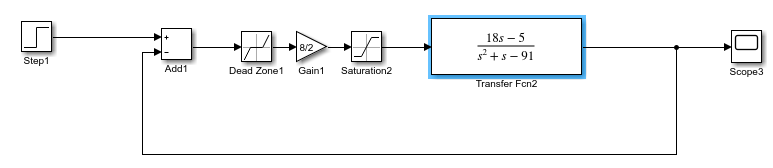 Step1
+
−
Add1
Dead Zone1
8/2
Gain1
Saturation2
18s − 5
s² + s − 91
Transfer Fcn2
Scope3